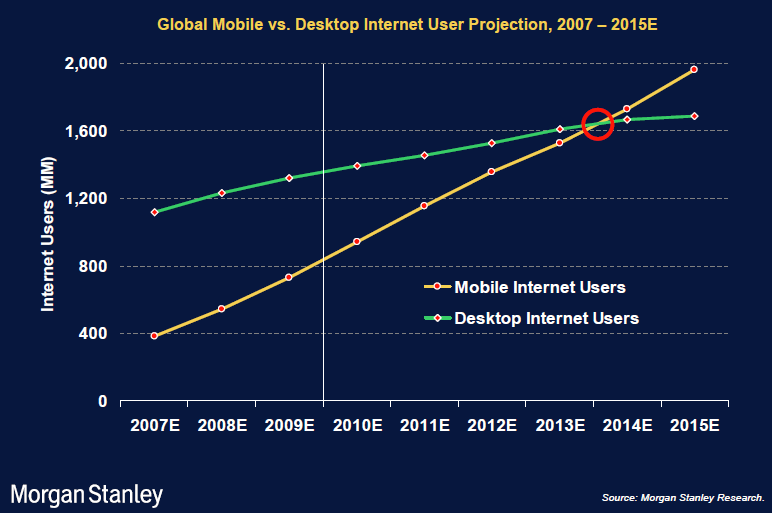 Global Mobile vs. Desktop Internet User Projection, 2007 – 2015E
Internet Users (MM)
2,000
1,600
1,200
800
400
0
Mobile Internet Users
Desktop Internet Users
2007E 2008E 2009E 2010E 2011E 2012E 2013E 2014E 2015E
Morgan Stanley
Source: Morgan Stanley Research.